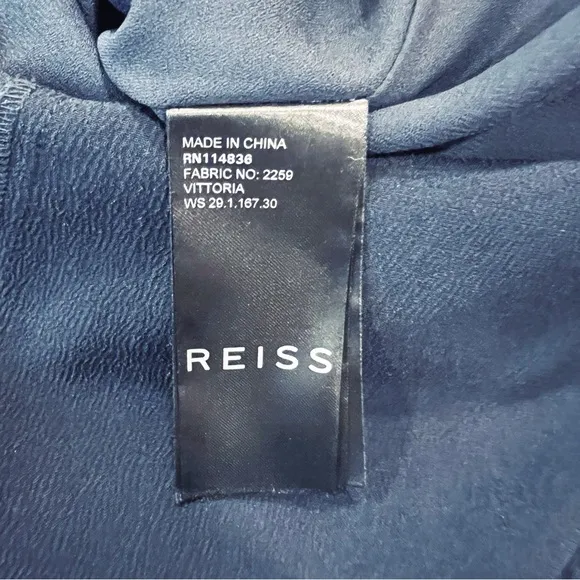 MADE IN CHINA
RN114836
FABRIC NO: 2259
VITTORIA
WS 29.1.167.30
REISS